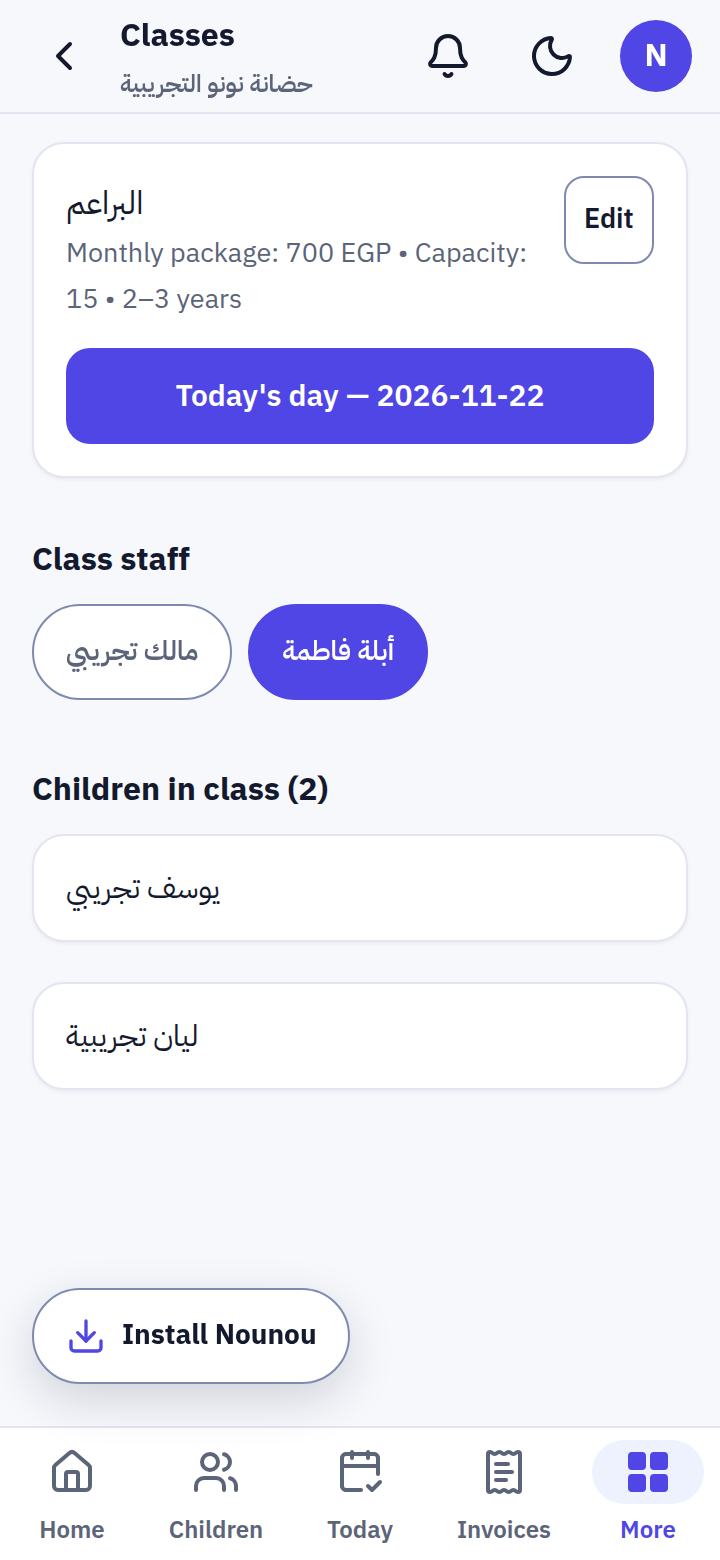 Classes
حضانة نونو التجريبية
N
البراعم
Edit
Monthly package: 700 EGP • Capacity:
15 • 2–3 years
Today's day — 2026-11-22
Class staff
مالك تجريبي
أبلة فاطمة
Children in class (2)
يوسف تجريبي
ليان تجريبية
Install Nounou
Home
Children
Today
Invoices
More